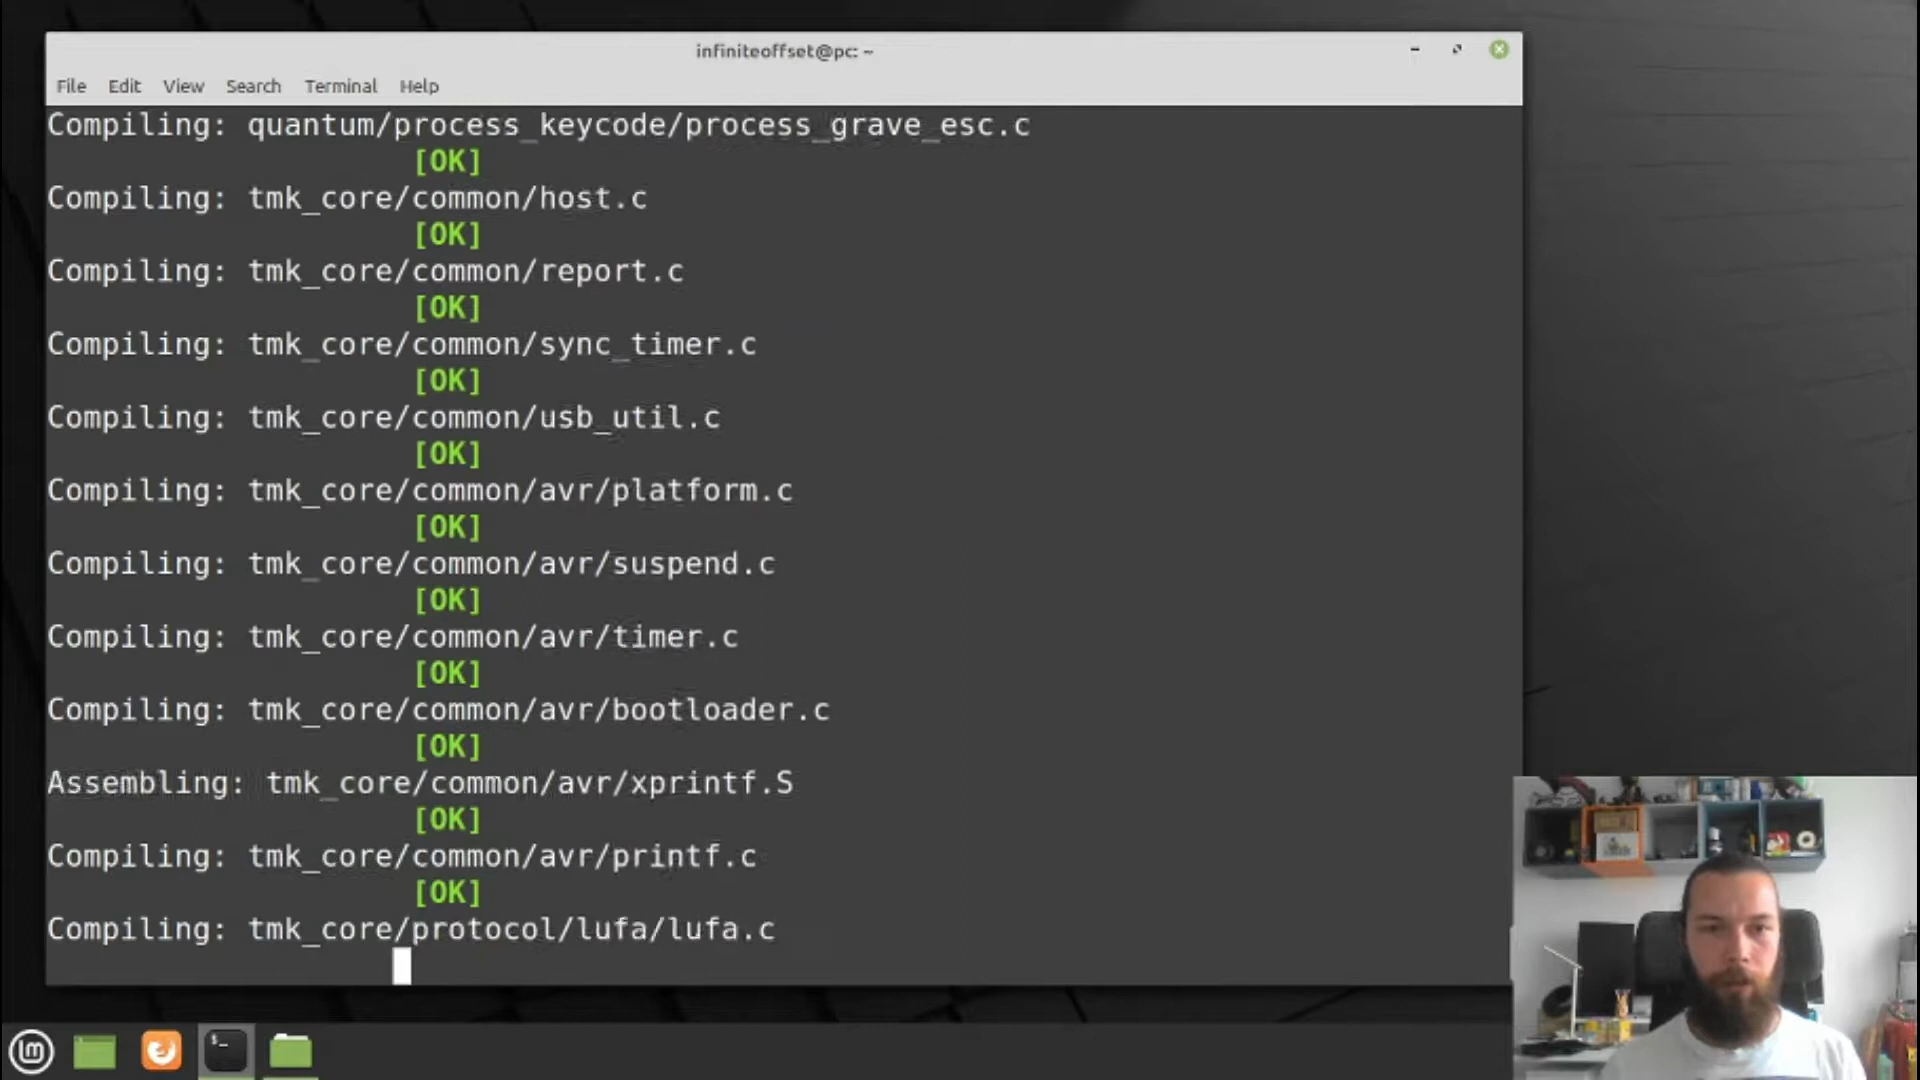 infiniteoffset@pc: ~
File Edit View Search Terminal Help
Compiling: quantum/process_keycode/process_grave_esc.c
[OK]
Compiling: tmk_core/common/host.c
[OK]
Compiling: tmk_core/common/report.c
[OK]
Compiling: tmk_core/common/sync_timer.c
[OK]
Compiling: tmk_core/common/usb_util.c
[OK]
Compiling: tmk_core/common/avr/platform.c
[OK]
Compiling: tmk_core/common/avr/suspend.c
[OK]
Compiling: tmk_core/common/avr/timer.c
[OK]
Compiling: tmk_core/common/avr/bootloader.c
[OK]
Assembling: tmk_core/common/avr/xprintf.S
[OK]
Compiling: tmk_core/common/avr/printf.c
[OK]
Compiling: tmk_core/protocol/lufa/lufa.c
$_